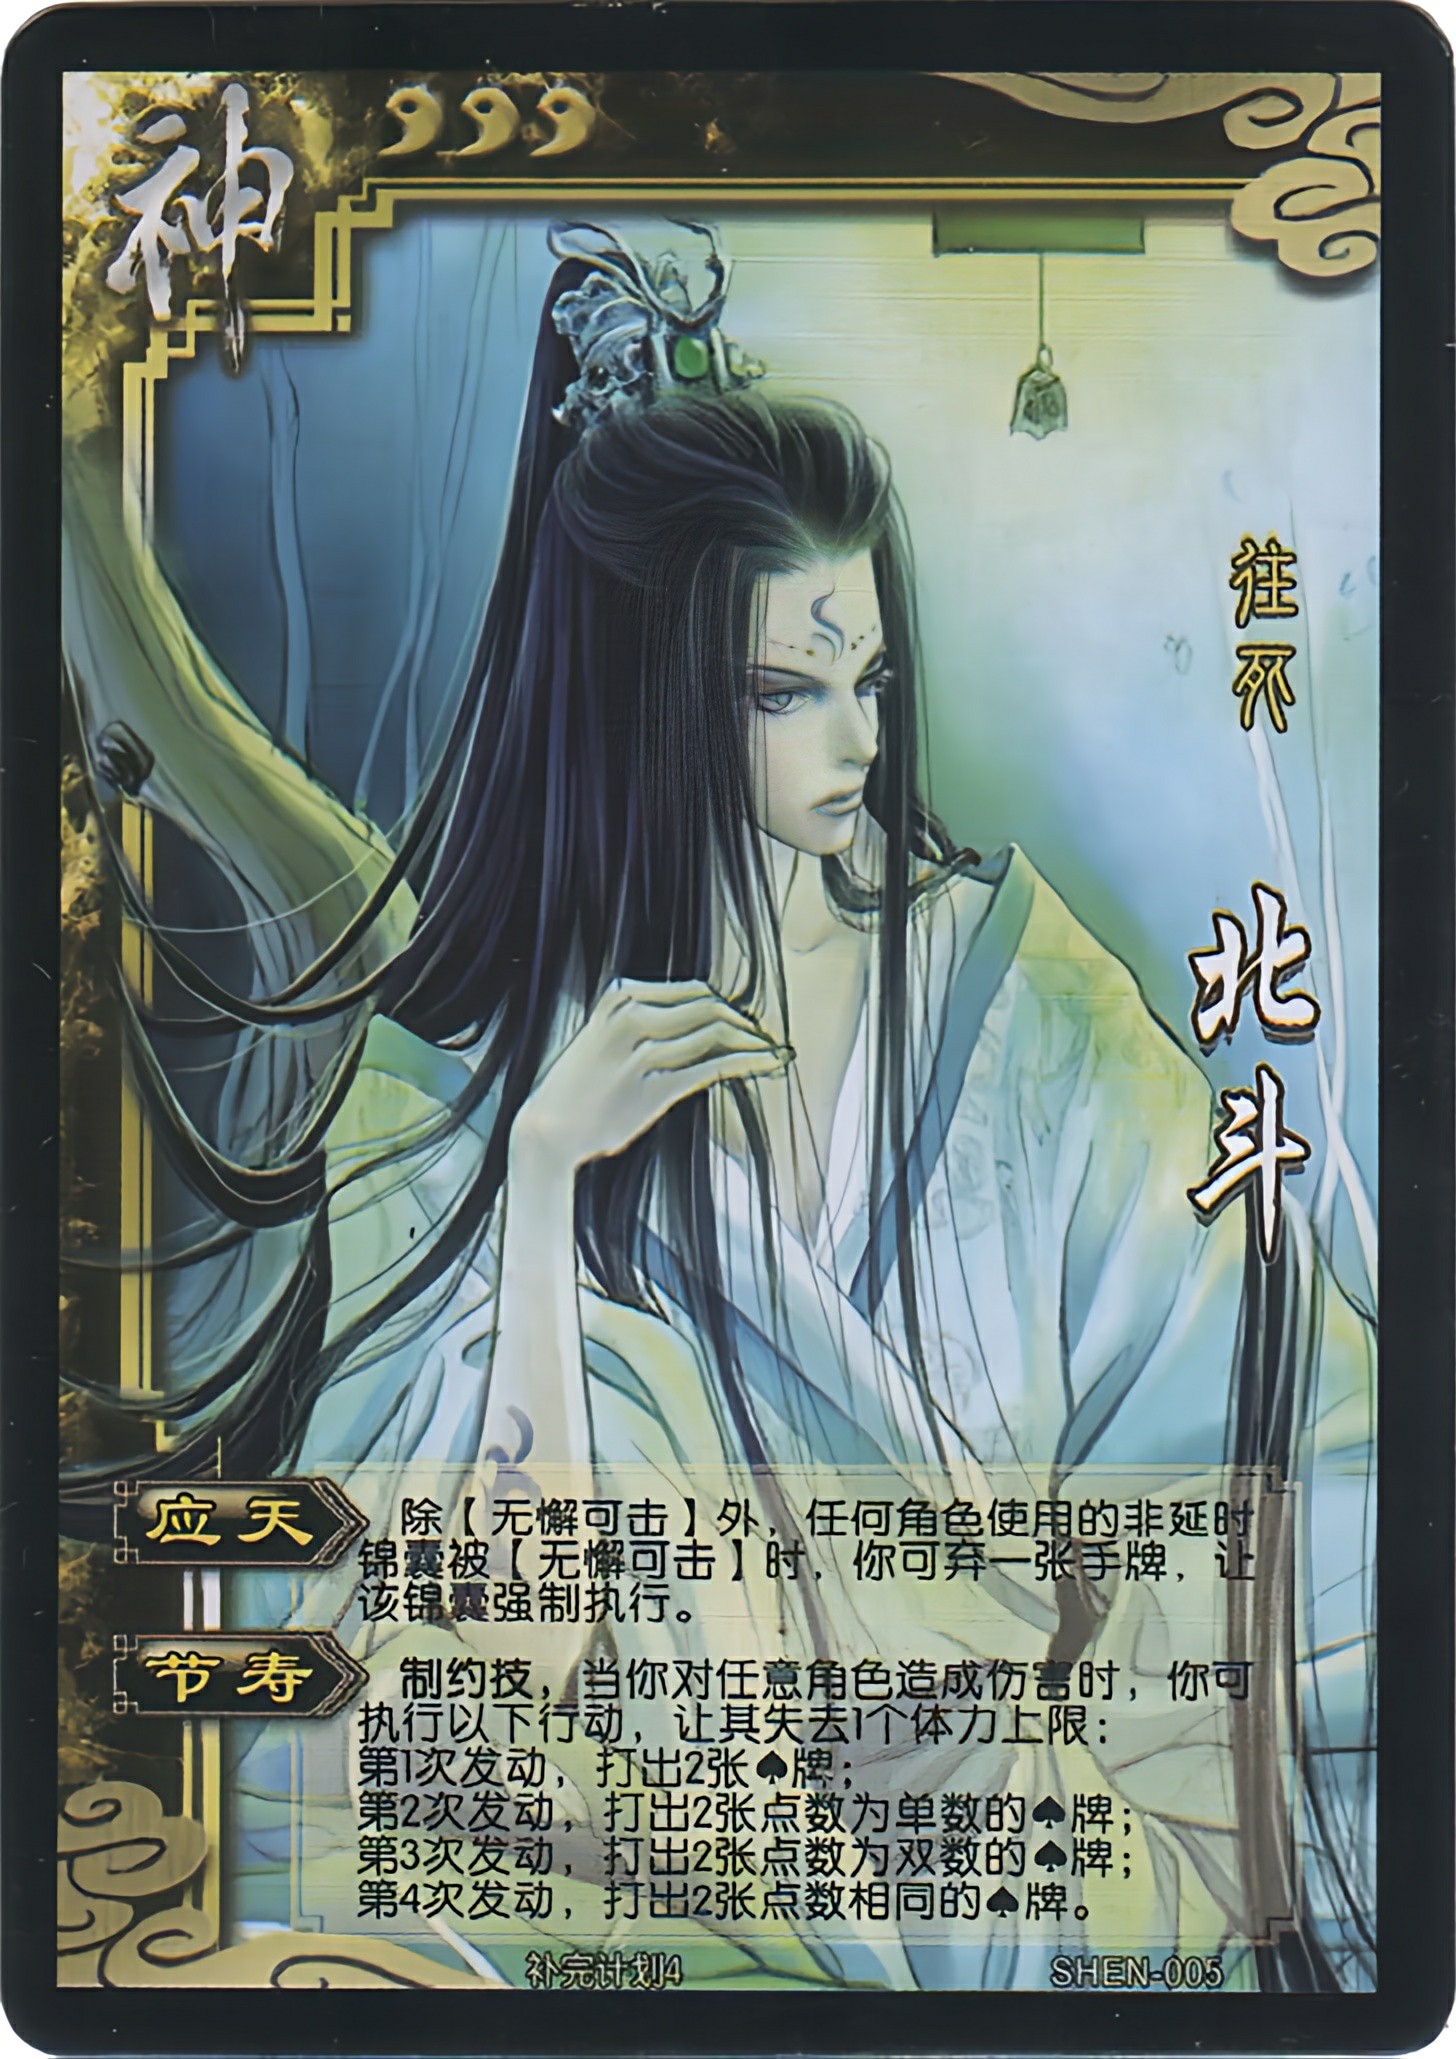 神
往死
北斗
应天
除【无懈可击】外，任何角色使用的非延时
锦囊被【无懈可击】时，你可弃一张手牌，让
该锦囊强制执行。
节寿
制约技，当你对任意角色造成伤害时，你可
执行以下行动，让其失去1个体力上限：
第1次发动，打出2张♠牌；
第2次发动，打出2张点数为单数的♠牌；
第3次发动，打出2张点数为双数的♠牌；
第4次发动，打出2张点数相同的♠牌。
补完计划4
SHEN-005